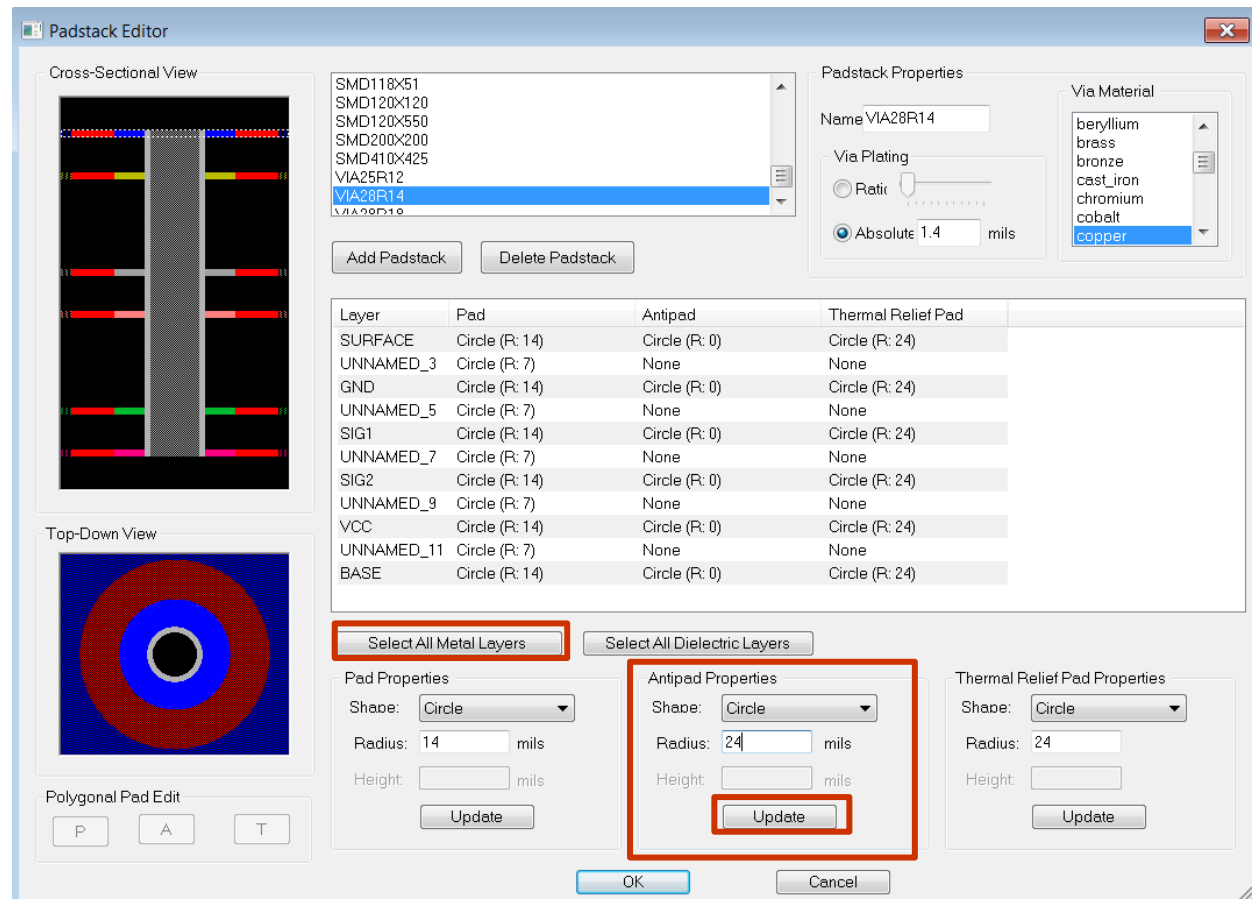 Padstack Editor
Cross-Sectional View
SMD118X51
SMD120X120
SMD120X550
SMD200X200
SMD410X425
VIA25R12
VIA28R14
VIA28R18
Add Padstack Delete Padstack
Padstack Properties
Name VIA28R14
Via Plating
Ratic
Absolute 1.4 mils
Via Material
beryllium
brass
bronze
cast_iron
chromium
cobalt
copper
Layer Pad Antipad Thermal Relief Pad
SURFACE Circle (R: 14) Circle (R: 0) Circle (R: 24)
UNNAMED_3 Circle (R: 7) None None
GND Circle (R: 14) Circle (R: 0) Circle (R: 24)
UNNAMED_5 Circle (R: 7) None None
SIG1 Circle (R: 14) Circle (R: 0) Circle (R: 24)
UNNAMED_7 Circle (R: 7) None None
SIG2 Circle (R: 14) Circle (R: 0) Circle (R: 24)
UNNAMED_9 Circle (R: 7) None None
VCC Circle (R: 14) Circle (R: 0) Circle (R: 24)
UNNAMED_11 Circle (R: 7) None None
BASE Circle (R: 14) Circle (R: 0) Circle (R: 24)
Top-Down View
Select All Metal Layers Select All Dielectric Layers
Pad Properties
Shape: Circle
Radius: 14 mils
Height: mils
Update
Antipad Properties
Shape: Circle
Radius: 24 mils
Height: mils
Update
Thermal Relief Pad Properties
Shape: Circle
Radius: 24
Height:
Update
Polygonal Pad Edit
P A T
OK Cancel